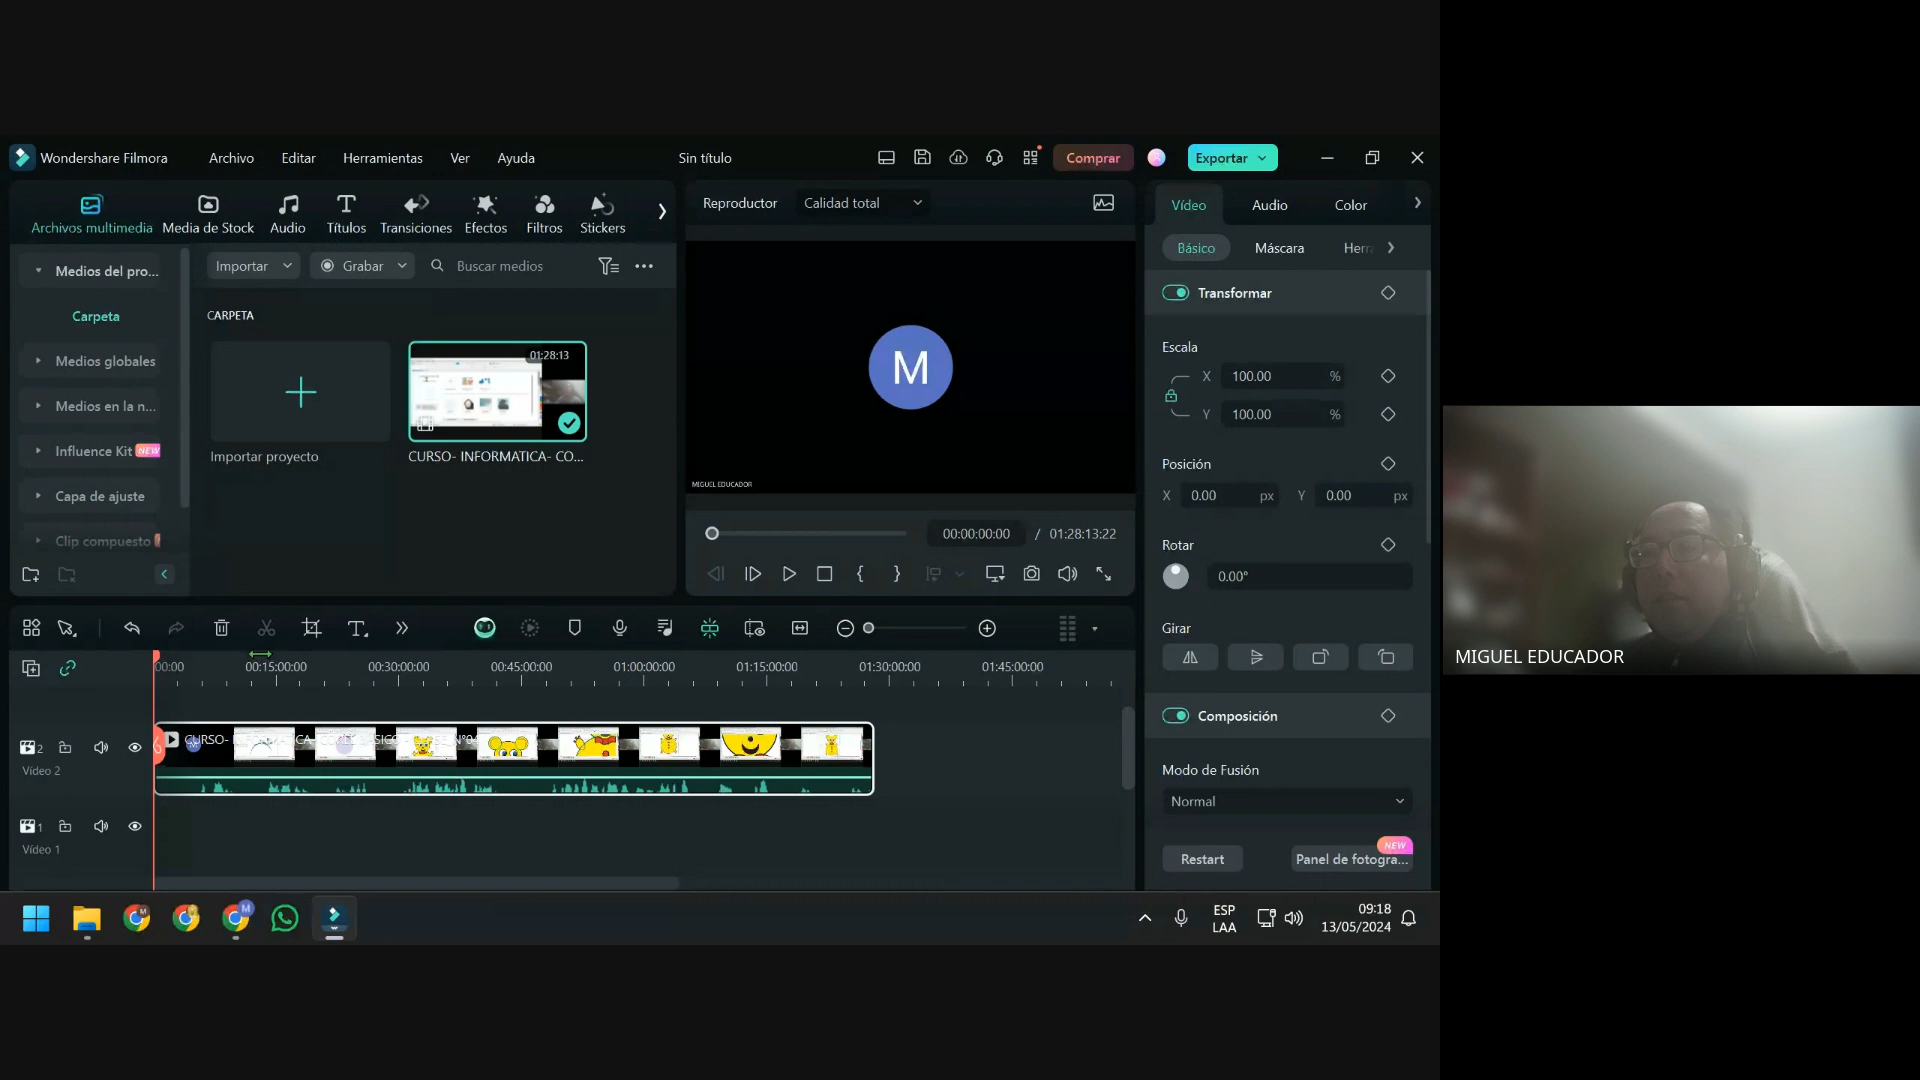 Wondershare Filmora Archivo Editar Herramientas Ver Ayuda Sin título Comprar Exportar
Archivos multimedia Media de Stock Audio Títulos Transiciones Efectos Filtros Stickers
Medios del pro...
Carpeta
Medios globales
Medios en la n...
Influence Kit NEW
Capa de ajuste
Clip compuesto
Importar Grabar Buscar medios
CARPETA
01:28:13
Importar proyecto CURSO- INFORMATICA- CO...
Reproductor Calidad total
M
MIGUEL EDUCADOR
00:00:00:00 / 01:28:13:22
Vídeo Audio Color
Básico Máscara Herr
Transformar
Escala
X 100.00 %
Y 100.00 %
Posición
X 0.00 px Y 0.00 px
Rotar
0.00°
Girar
Composición
Modo de Fusión
Normal
NEW
Restart Panel de fotogra...
00:00 00:15:00:00 00:30:00:00 00:45:00:00 01:00:00:00 01:15:00:00 01:30:00:00 01:45:00:00
2
Vídeo 2
CURSO-
1
Vídeo 1
M
ESP
LAA
09:18
13/05/2024
MIGUEL EDUCADOR